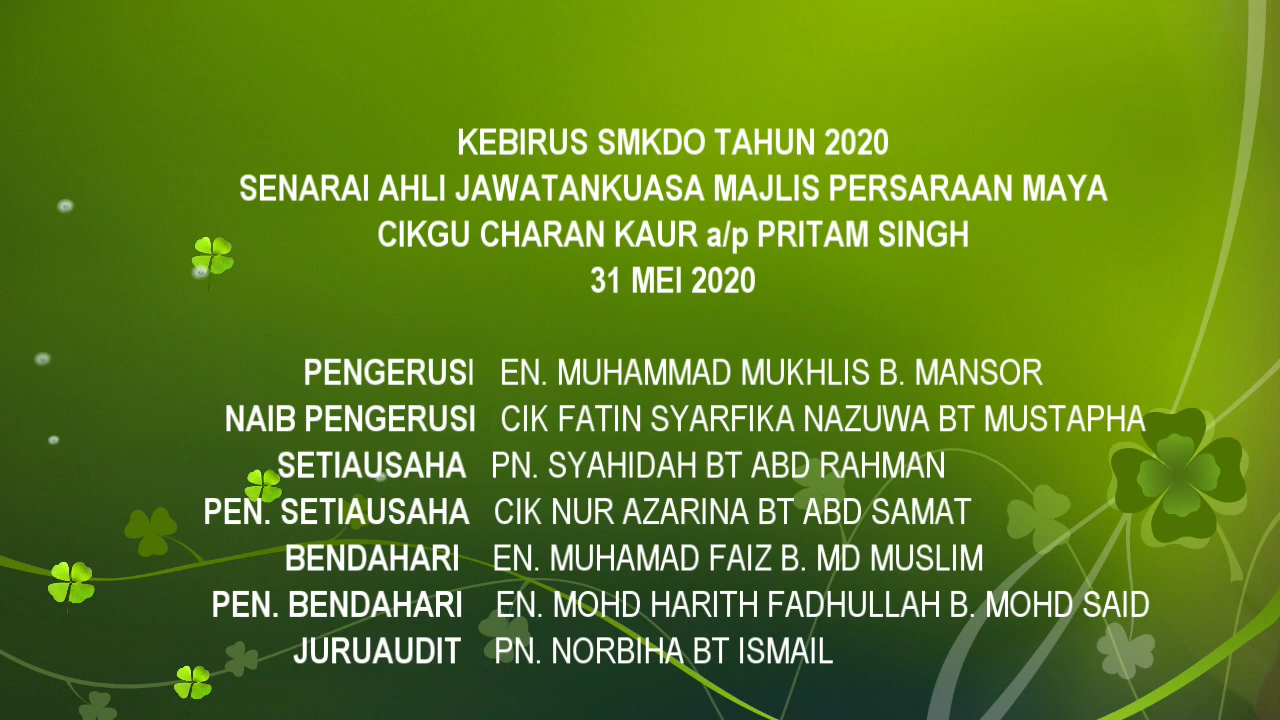 KEBIRUS SMKDO TAHUN 2020
SENARAI AHLI JAWATANKUASA MAJLIS PERSARAAN MAYA
CIKGU CHARAN KAUR a/p PRITAM SINGH
31 MEI 2020
PENGERUSI EN. MUHAMMAD MUKHLIS B. MANSOR
NAIB PENGERUSI CIK FATIN SYARFIKA NAZUWA BT MUSTAPHA
SETIAUSAHA PN. SYAHIDAH BT ABD RAHMAN
PEN. SETIAUSAHA CIK NUR AZARINA BT ABD SAMAT
BENDAHARI EN. MUHAMAD FAIZ B. MD MUSLIM
PEN. BENDAHARI EN. MOHD HARITH FADHULLAH B. MOHD SAID
JURUAUDIT PN. NORBIHA BT ISMAIL